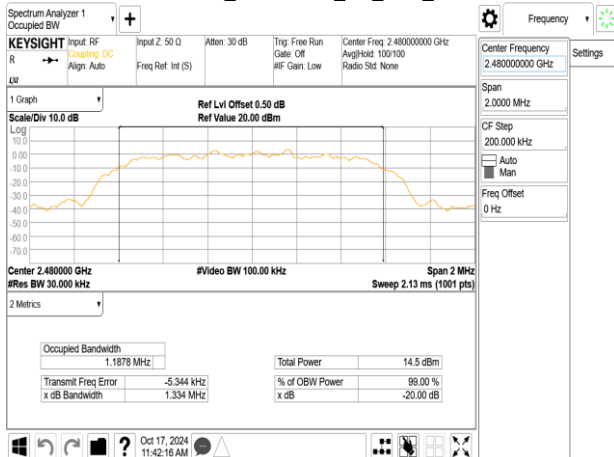 Spectrum Analyzer 1
Occupied BW
+
Frequency
KEYSIGHT
R
LXI
Input: RF
Coupling: DC
Align: Auto
Input Z: 50 Ω
Freq Ref: Int (S)
Atten: 30 dB
Trig: Free Run
Gate: Off
#IF Gain: Low
Center Freq: 2.480000000 GHz
Avg|Hold: 100/100
Radio Std: None
Center Frequency
2.480000000 GHz
Settings
Span
2.0000 MHz
CF Step
200.000 kHz
Auto
Man
Freq Offset
0 Hz
1 Graph
Scale/Div 10.0 dB
Ref Lvl Offset 0.50 dB
Ref Value 20.00 dBm
Log
10.0
0.00
-10.0
-20.0
-30.0
-40.0
-50.0
-60.0
-70.0
Center 2.480000 GHz
#Video BW 100.00 kHz
Span 2 MHz
#Res BW 30.000 kHz
Sweep 2.13 ms (1001 pts)
2 Metrics
Occupied Bandwidth
1.1878 MHz
Total Power 14.5 dBm
Transmit Freq Error -5.344 kHz
% of OBW Power 99.00 %
x dB Bandwidth 1.334 MHz
x dB -20.00 dB
?
Oct 17, 2024
11:42:16 AM